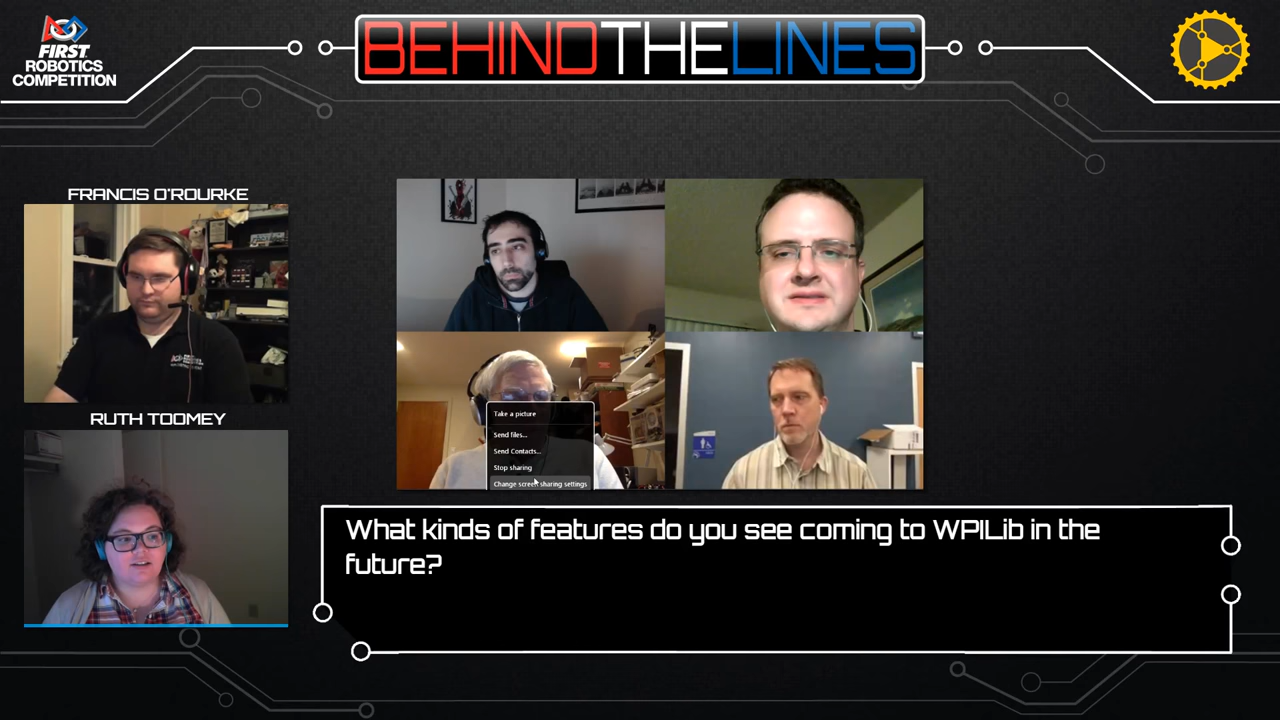 FIRST
ROBOTICS
COMPETITION
BEHINDTHELINES
FRANCIS O'ROURKE
RUTH TOOMEY
Take a picture
Send files...
Send Contacts...
Stop sharing
Change screen sharing settings
What kinds of features do you see coming to WPILib in the
future?